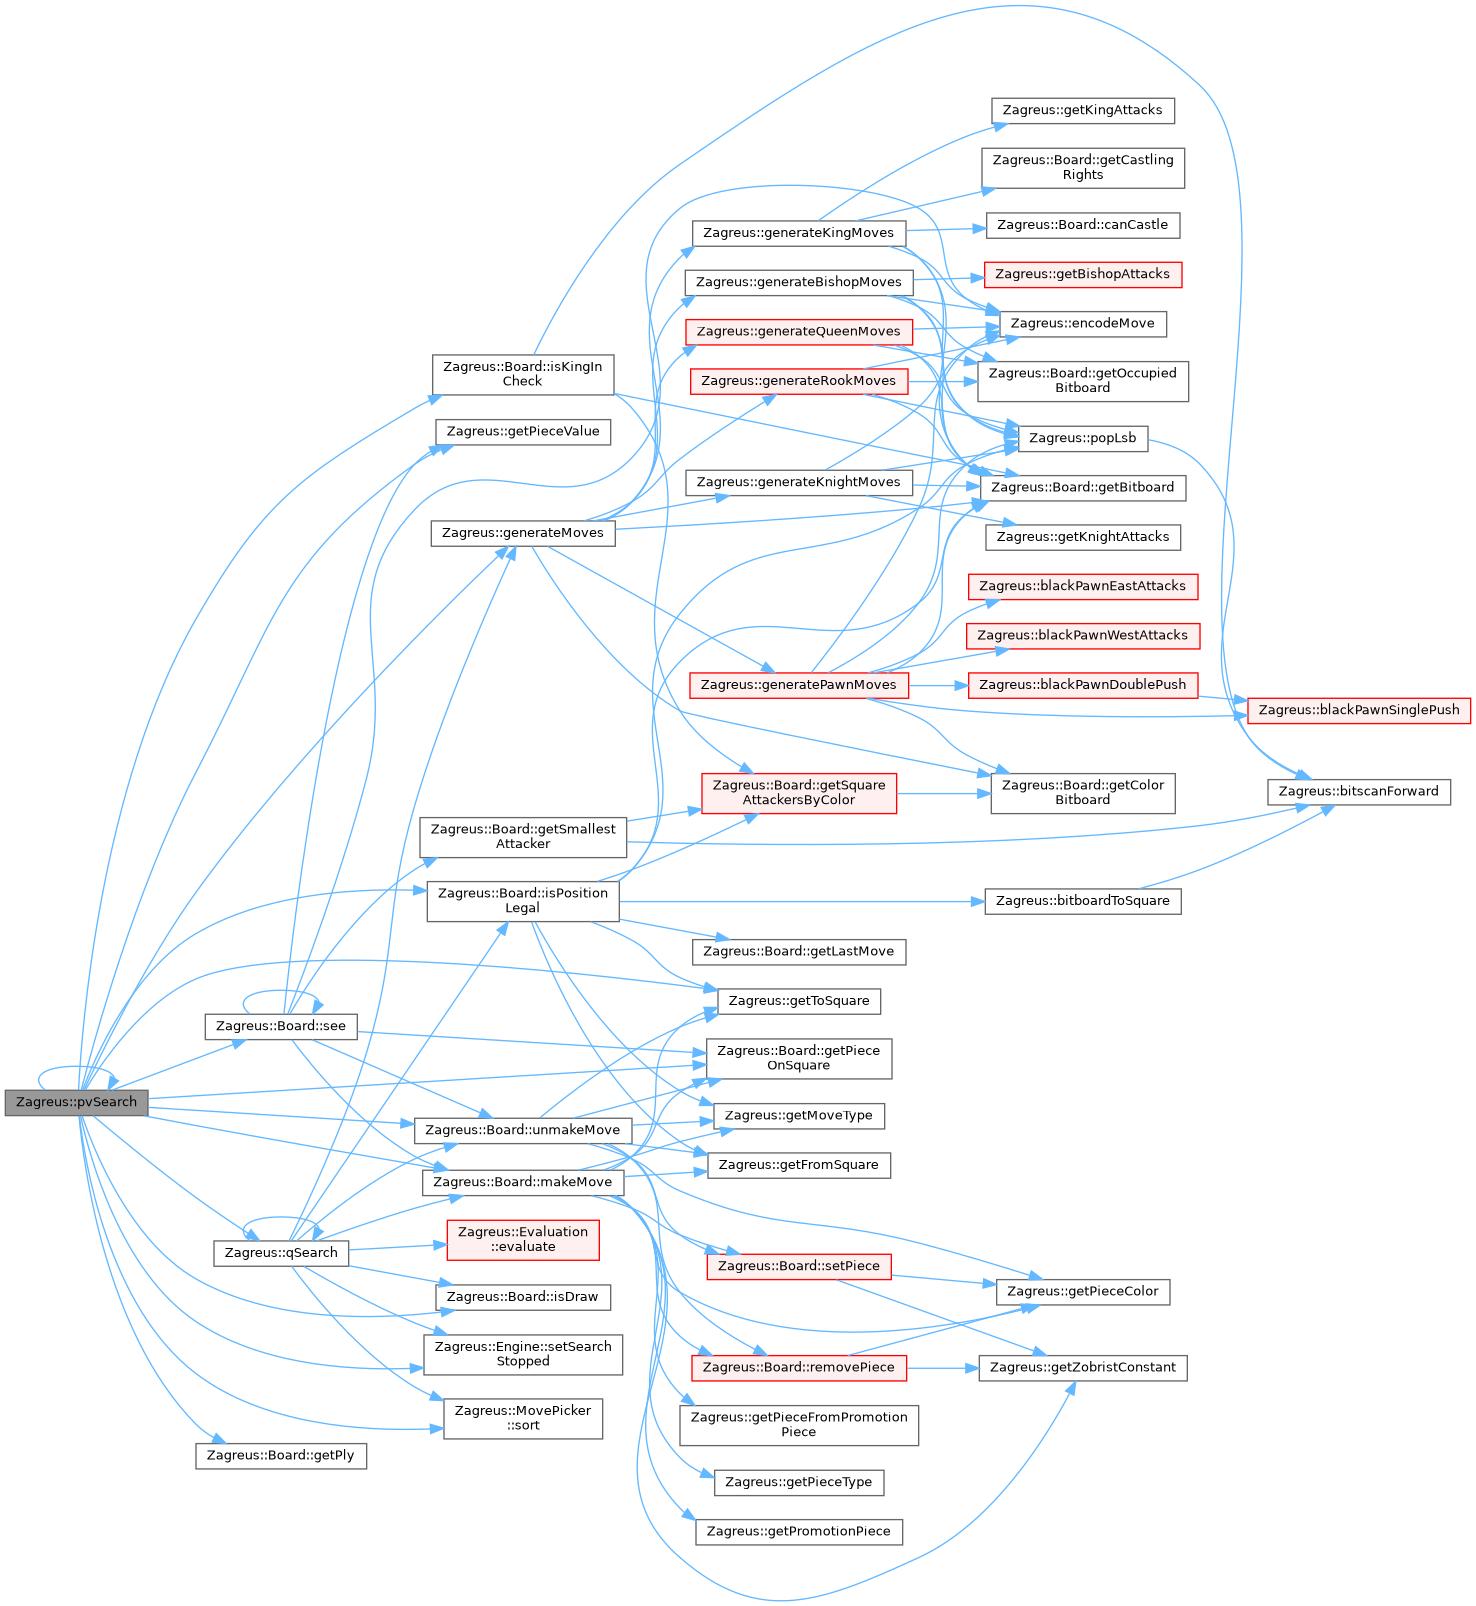 Zagreus::getKingAttacks
Zagreus::Board::getCastling
Rights
Zagreus::generateKingMoves
Zagreus::Board::canCastle
Zagreus::getBishopAttacks
Zagreus::generateBishopMoves
Zagreus::encodeMove
Zagreus::generateQueenMoves
Zagreus::Board::isKingIn
Check
Zagreus::generateRookMoves
Zagreus::Board::getOccupied
Bitboard
Zagreus::getPieceValue
Zagreus::popLsb
Zagreus::generateKnightMoves
Zagreus::Board::getBitboard
Zagreus::generateMoves
Zagreus::getKnightAttacks
Zagreus::blackPawnEastAttacks
Zagreus::blackPawnWestAttacks
Zagreus::generatePawnMoves
Zagreus::blackPawnDoublePush
Zagreus::blackPawnSinglePush
Zagreus::Board::getSquare
AttackersByColor
Zagreus::Board::getColor
Bitboard
Zagreus::bitscanForward
Zagreus::Board::getSmallest
Attacker
Zagreus::Board::isPosition
Legal
Zagreus::bitboardToSquare
Zagreus::Board::getLastMove
Zagreus::getToSquare
Zagreus::Board::see
Zagreus::Board::getPiece
OnSquare
Zagreus::pvSearch
Zagreus::getMoveType
Zagreus::Board::unmakeMove
Zagreus::getFromSquare
Zagreus::Board::makeMove
Zagreus::Evaluation
::evaluate
Zagreus::qSearch
Zagreus::Board::setPiece
Zagreus::Board::isDraw
Zagreus::getPieceColor
Zagreus::Engine::setSearch
Stopped
Zagreus::Board::removePiece
Zagreus::getZobristConstant
Zagreus::MovePicker
::sort
Zagreus::getPieceFromPromotion
Piece
Zagreus::Board::getPly
Zagreus::getPieceType
Zagreus::getPromotionPiece